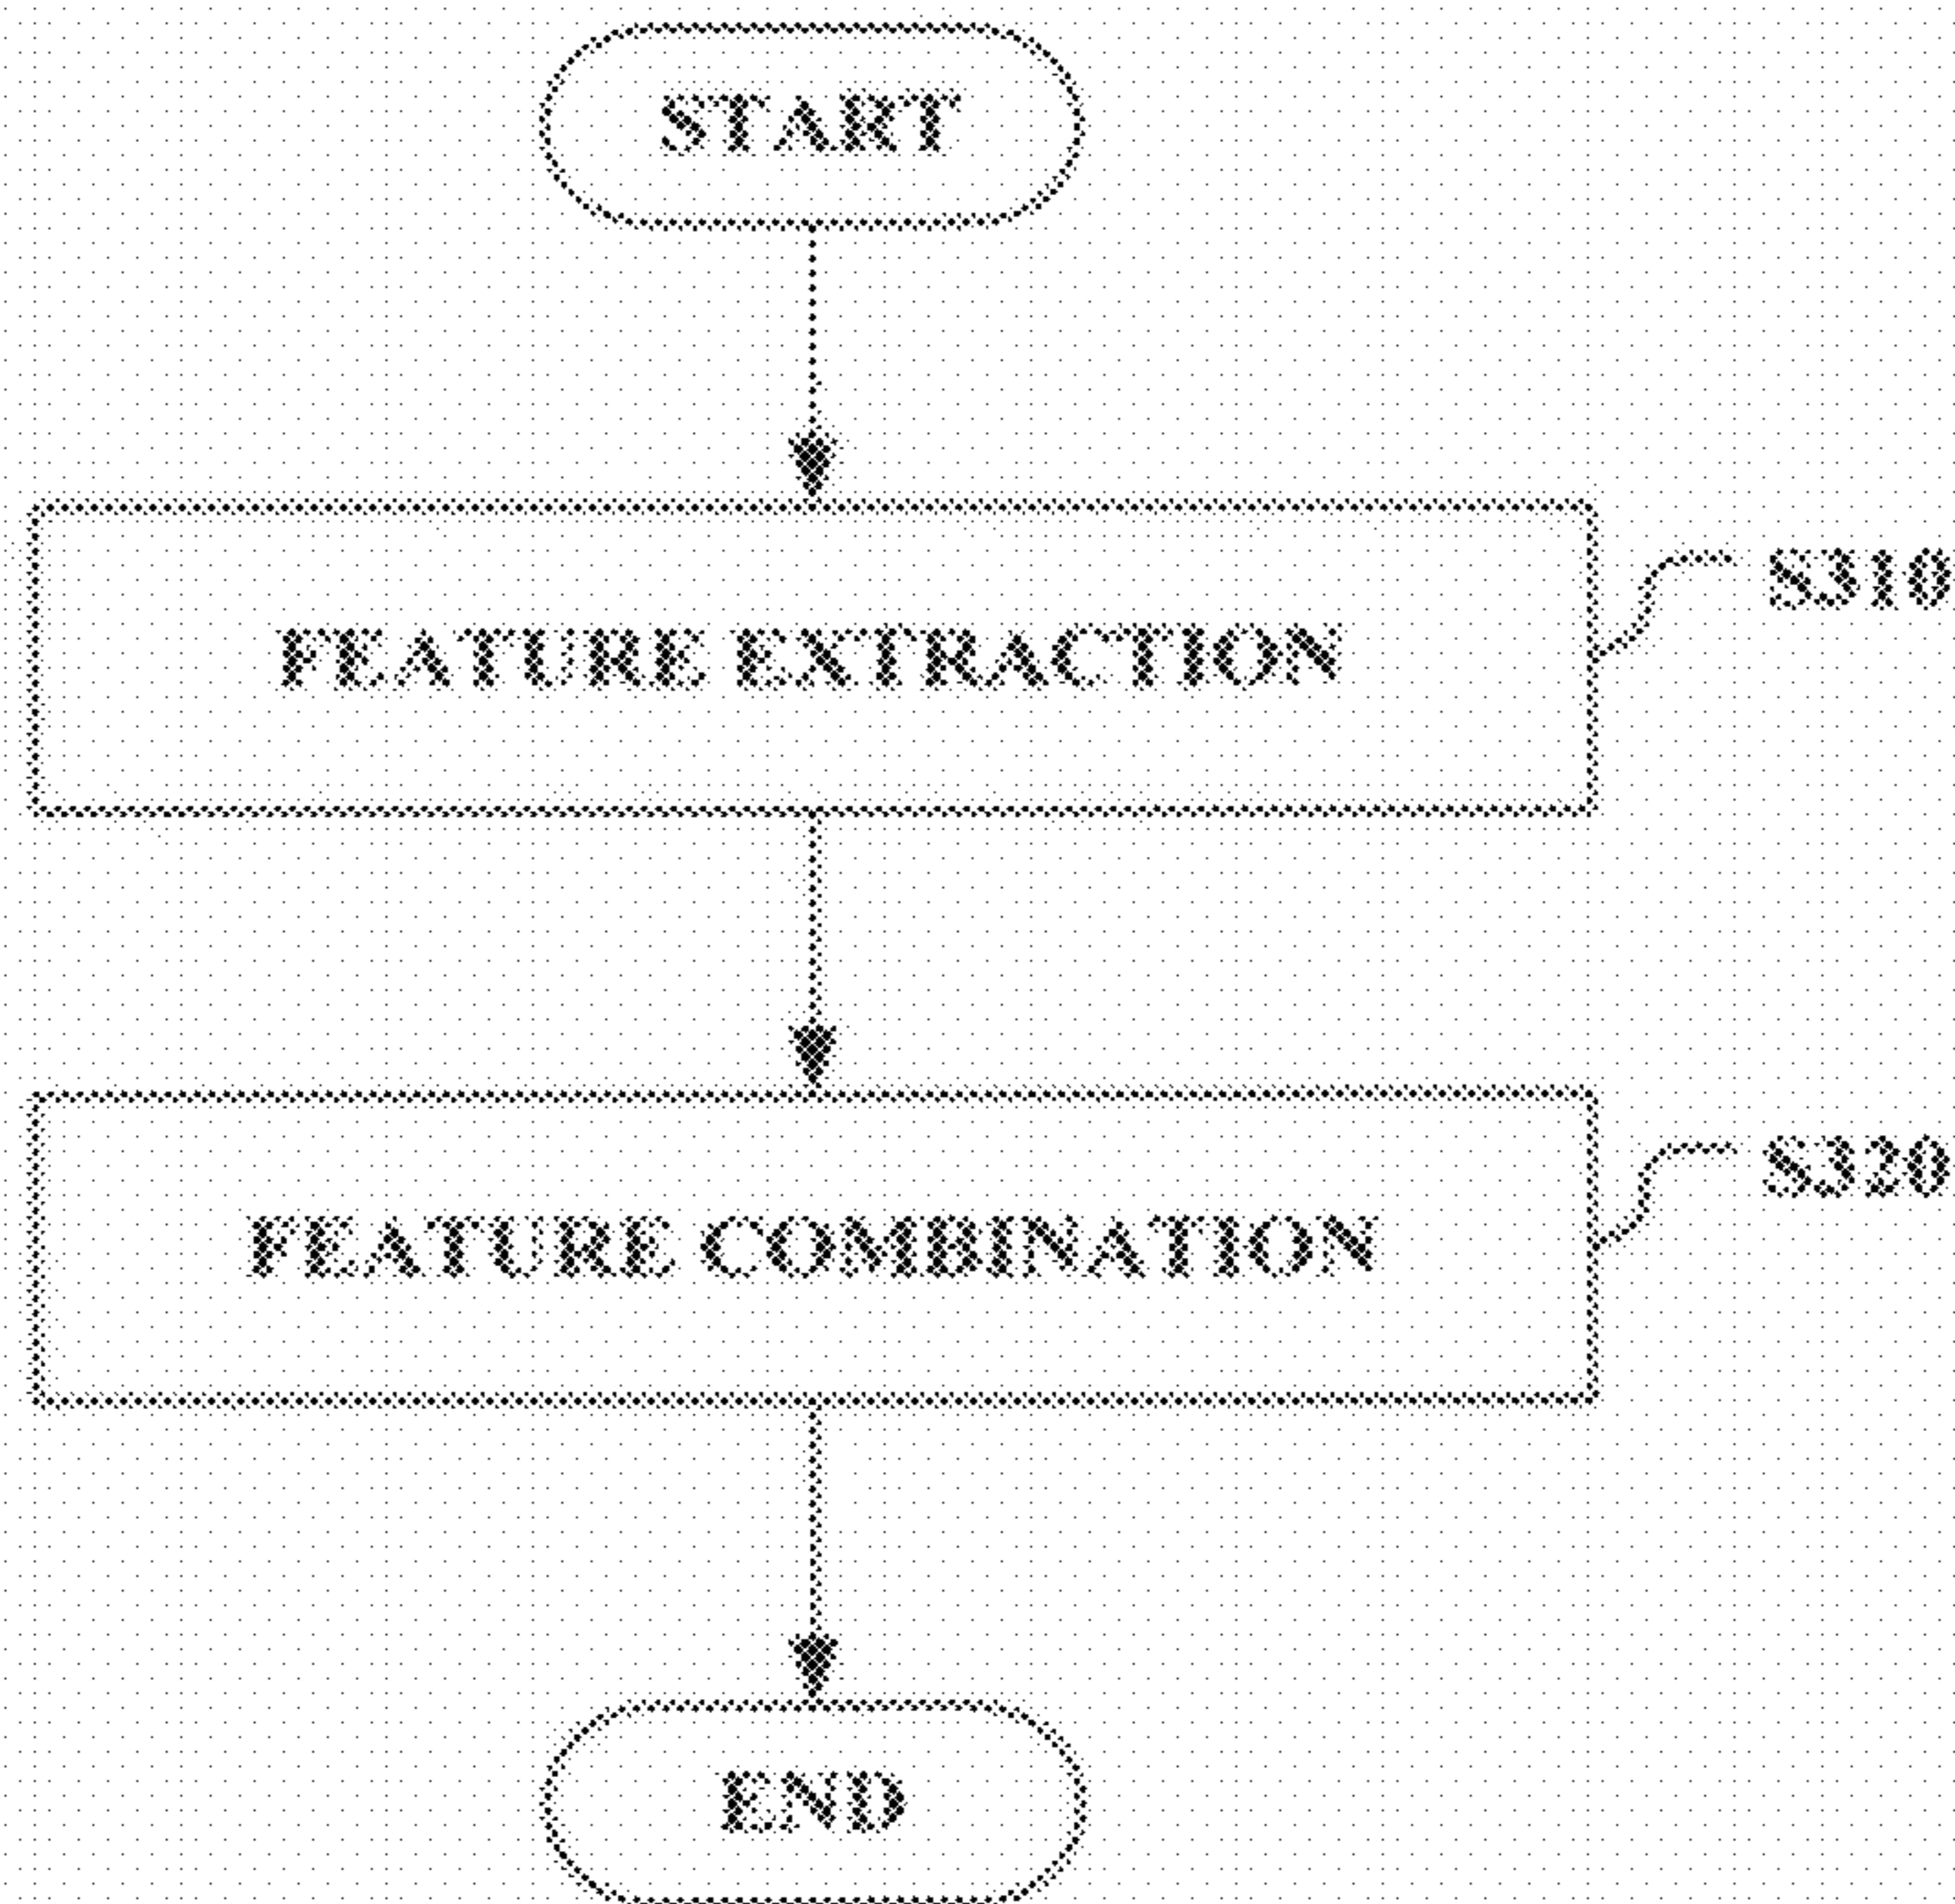 START
S310
FEATURE EXTRACTION
S320
FEATURE COMBINATION
END